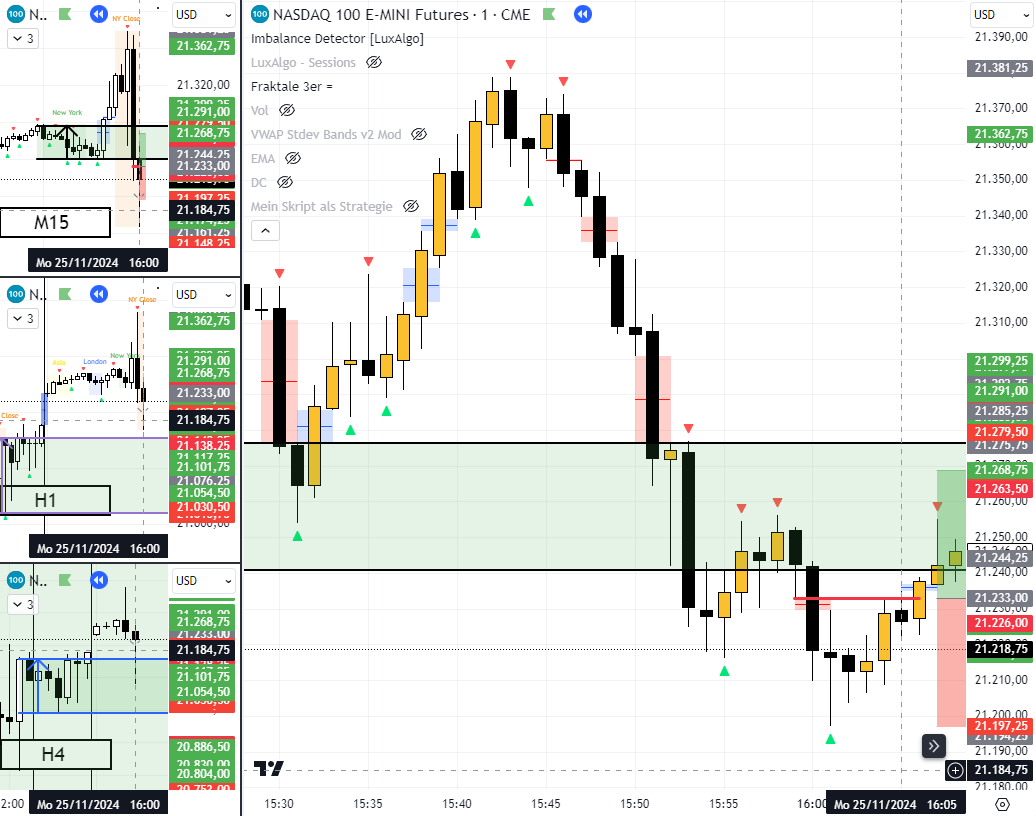 100 N..
USD
3
NY Close
21.362,75
21.320,00
New York
21.291,00
21.268,75
21.244,25
21.233,00
21.197,25
21.184,75
21.161,25
21.148,25
M15
Mo 25/11/2024 16:00
100 N..
USD
3
NY Close
21.362,75
Asia
London
New York
21.291,00
21.268,75
21.233,00
21.184,75
Close
21.138,25
21.117,25
21.101,75
21.076,25
21.054,50
21.030,50
21.000,00
H1
Mo 25/11/2024 16:00
100 N..
USD
3
21.268,75
21.233,00
21.184,75
21.101,75
21.054,50
20.886,50
20.830,00
20.804,00
20.752,00
H4
2:00
Mo 25/11/2024 16:00
100 NASDAQ 100 E-MINI Futures · 1 · CME
USD
Imbalance Detector [LuxAlgo]
LuxAlgo - Sessions
Fraktale 3er =
Vol
VWAP Stdev Bands v2 Mod
EMA
DC
Mein Skript als Strategie
21.390,00
21.381,25
21.370,00
21.362,75
21.360,00
21.350,00
21.340,00
21.330,00
21.320,00
21.310,00
21.299,25
21.291,00
21.285,25
21.279,50
21.275,75
21.268,75
21.263,50
21.250,00
21.244,25
21.240,00
21.233,00
21.226,00
21.218,75
21.210,00
21.200,00
21.197,25
21.194,25
21.190,00
21.184,75
21.180,00
15:30
15:35
15:40
15:45
15:50
15:55
16:00
Mo 25/11/2024 16:05